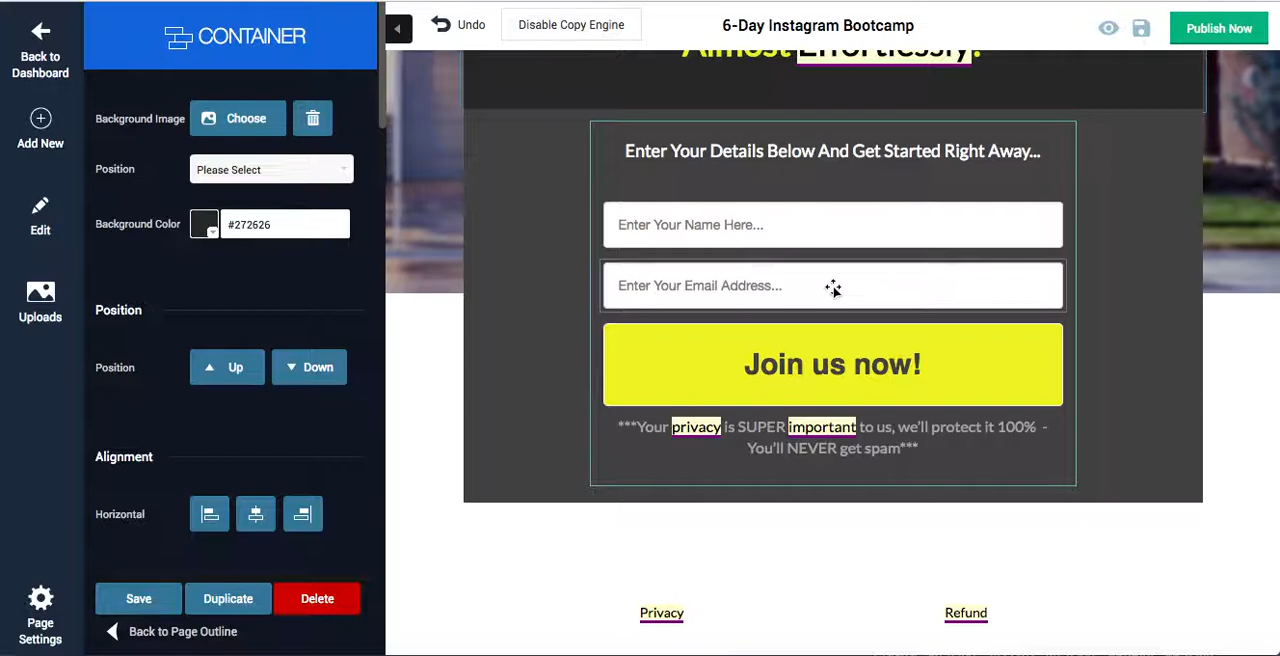 Back to
Dashboard
Add New
Edit
Uploads
Page
Settings
CONTAINER
Background Image
Choose
Position
Please Select
Background Color
#272626
Position
Position
Up
Down
Alignment
Horizontal
Save
Duplicate
Delete
Back to Page Outline
Undo
Disable Copy Engine
6-Day Instagram Bootcamp
Publish Now
Almost Effortlessly!
Enter Your Details Below And Get Started Right Away...
Enter Your Name Here...
Enter Your Email Address...
Join us now!
***Your privacy is SUPER important to us, we'll protect it 100% -
You'll NEVER get spam***
Privacy
Refund